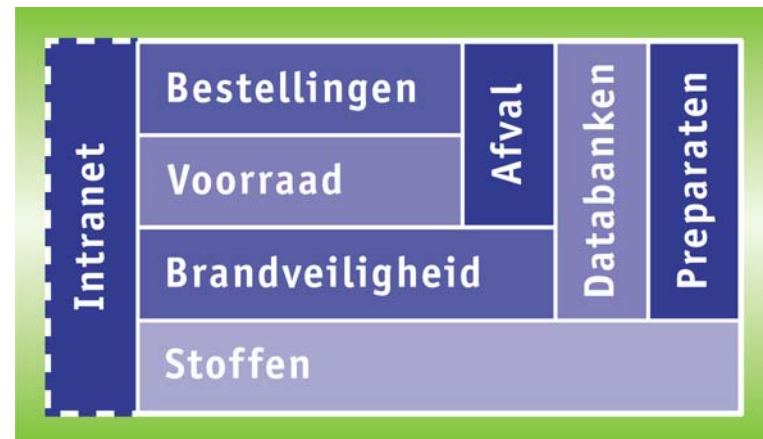 Intranet
Bestellingen
Voorraad
Brandveiligheid
Stoffen
Afval
Databanken
Preparaten